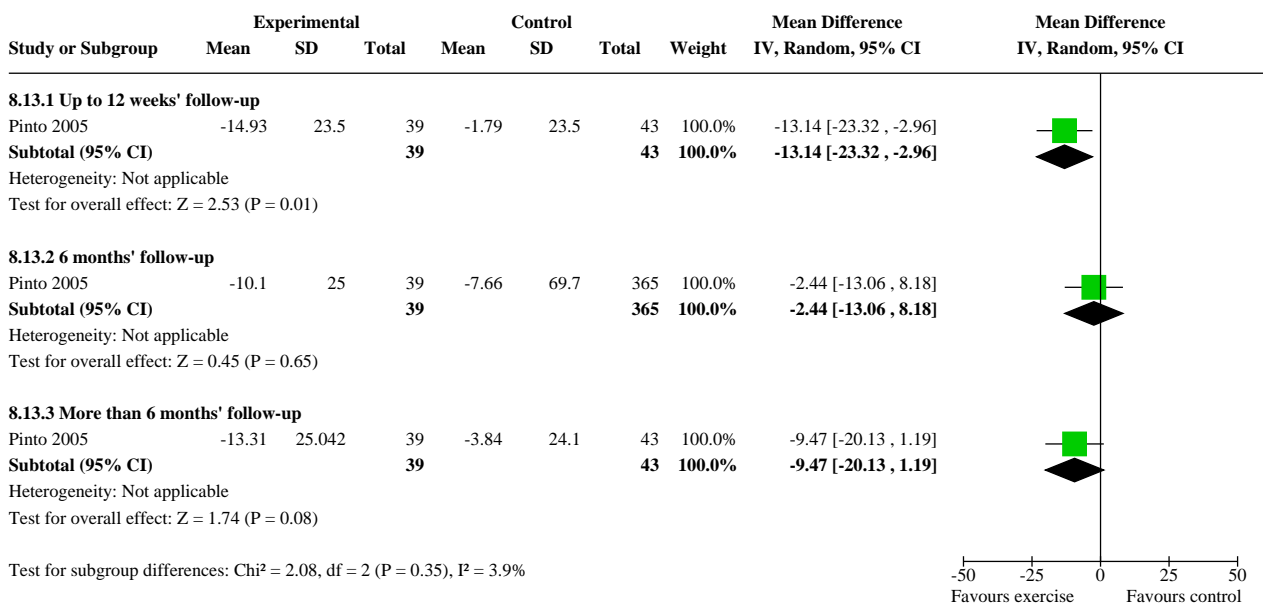 Experimental Control Mean Difference Mean Difference
Study or Subgroup Mean SD Total Mean SD Total Weight IV, Random, 95% CI IV, Random, 95% CI
8.13.1 Up to 12 weeks' follow-up
Pinto 2005 -14.93 23.5 39 -1.79 23.5 43 100.0% -13.14 [-23.32 , -2.96]
Subtotal (95% CI) 39 43 100.0% -13.14 [-23.32 , -2.96]
Heterogeneity: Not applicable
Test for overall effect: Z = 2.53 (P = 0.01)
8.13.2 6 months' follow-up
Pinto 2005 -10.1 25 39 -7.66 69.7 365 100.0% -2.44 [-13.06 , 8.18]
Subtotal (95% CI) 39 365 100.0% -2.44 [-13.06 , 8.18]
Heterogeneity: Not applicable
Test for overall effect: Z = 0.45 (P = 0.65)
8.13.3 More than 6 months' follow-up
Pinto 2005 -13.31 25.042 39 -3.84 24.1 43 100.0% -9.47 [-20.13 , 1.19]
Subtotal (95% CI) 39 43 100.0% -9.47 [-20.13 , 1.19]
Heterogeneity: Not applicable
Test for overall effect: Z = 1.74 (P = 0.08)
Test for subgroup differences: Chi² = 2.08, df = 2 (P = 0.35), I² = 3.9%
-50 -25 0 25 50
Favours exercise Favours control